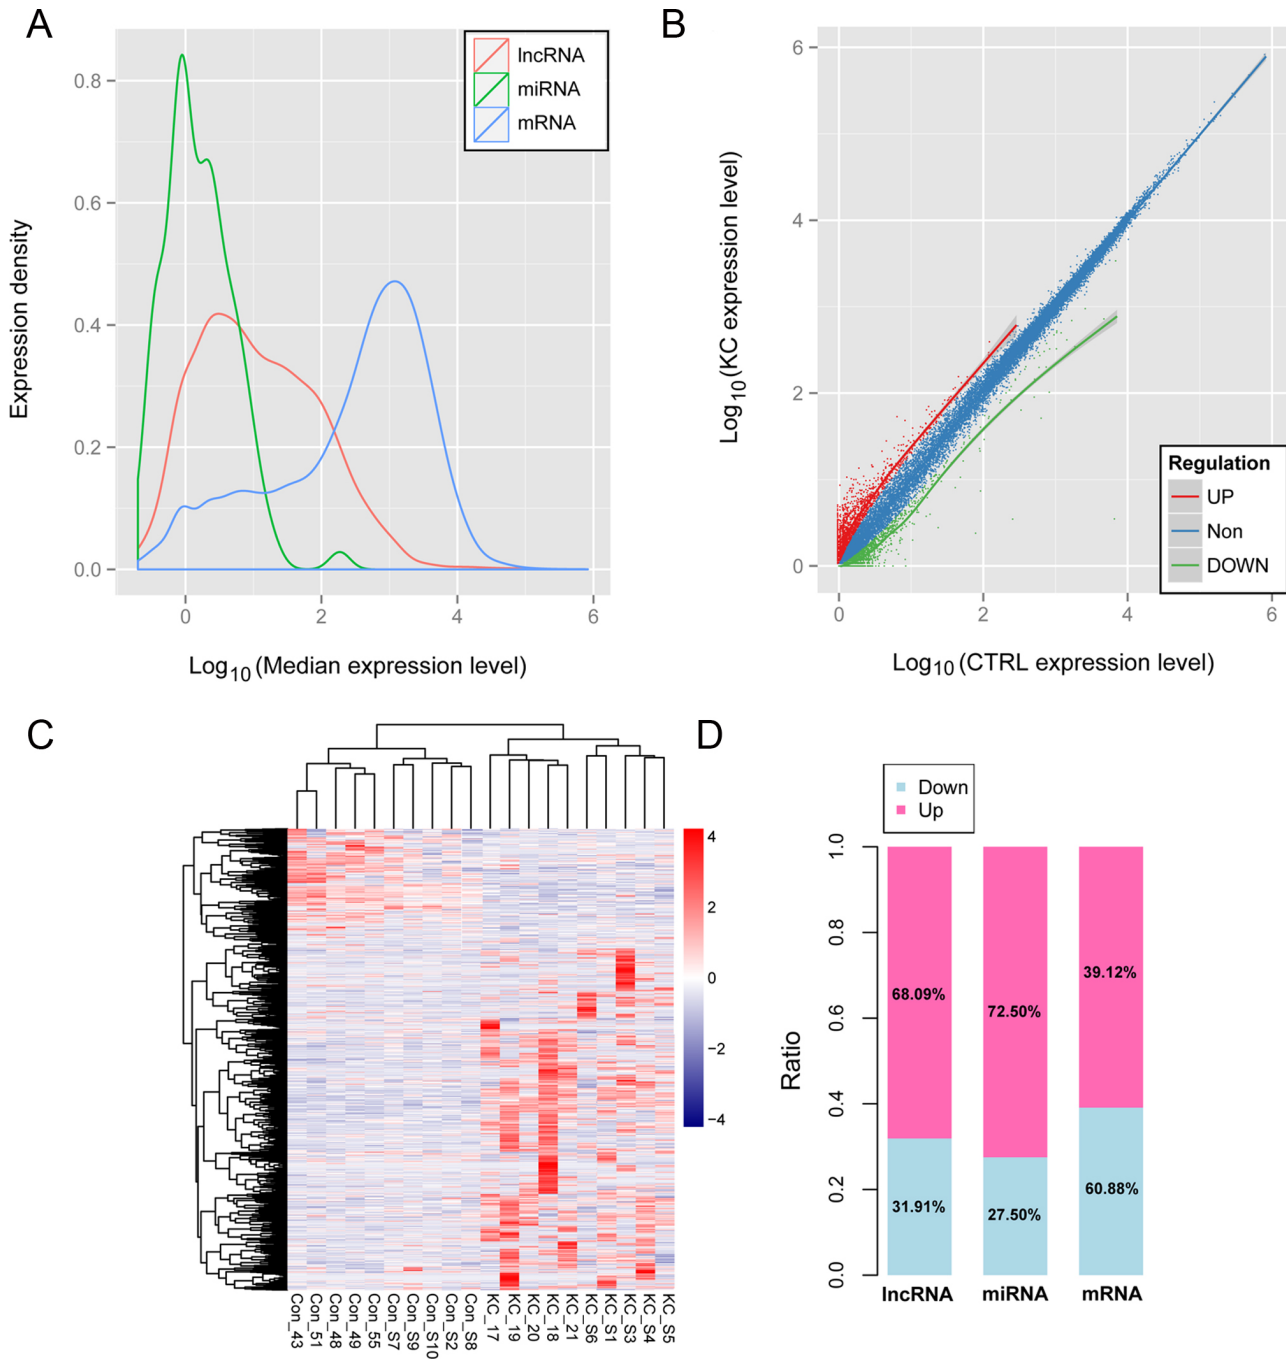 A
lncRNA
miRNA
mRNA
0.8
0.6
0.4
0.2
0.0
Expression density
0 2 4 6
Log10 (Median expression level)
B
6
4
2
0
Log10 (KC expression level)
Regulation
UP
Non
DOWN
0 2 4 6
Log10 (CTRL expression level)
C
4
2
0
−2
−4
Con_43
Con_51
Con_48
Con_49
Con_55
Con_S7
Con_S9
Con_S10
Con_S2
Con_S8
KC_17
KC_19
KC_20
KC_18
KC_21
KC_S6
KC_S1
KC_S3
KC_S4
KC_S5
D
Down
Up
1.0
0.8
0.6
0.4
0.2
0.0
Ratio
68.09%
72.50%
39.12%
31.91%
27.50%
60.88%
lncRNA miRNA mRNA